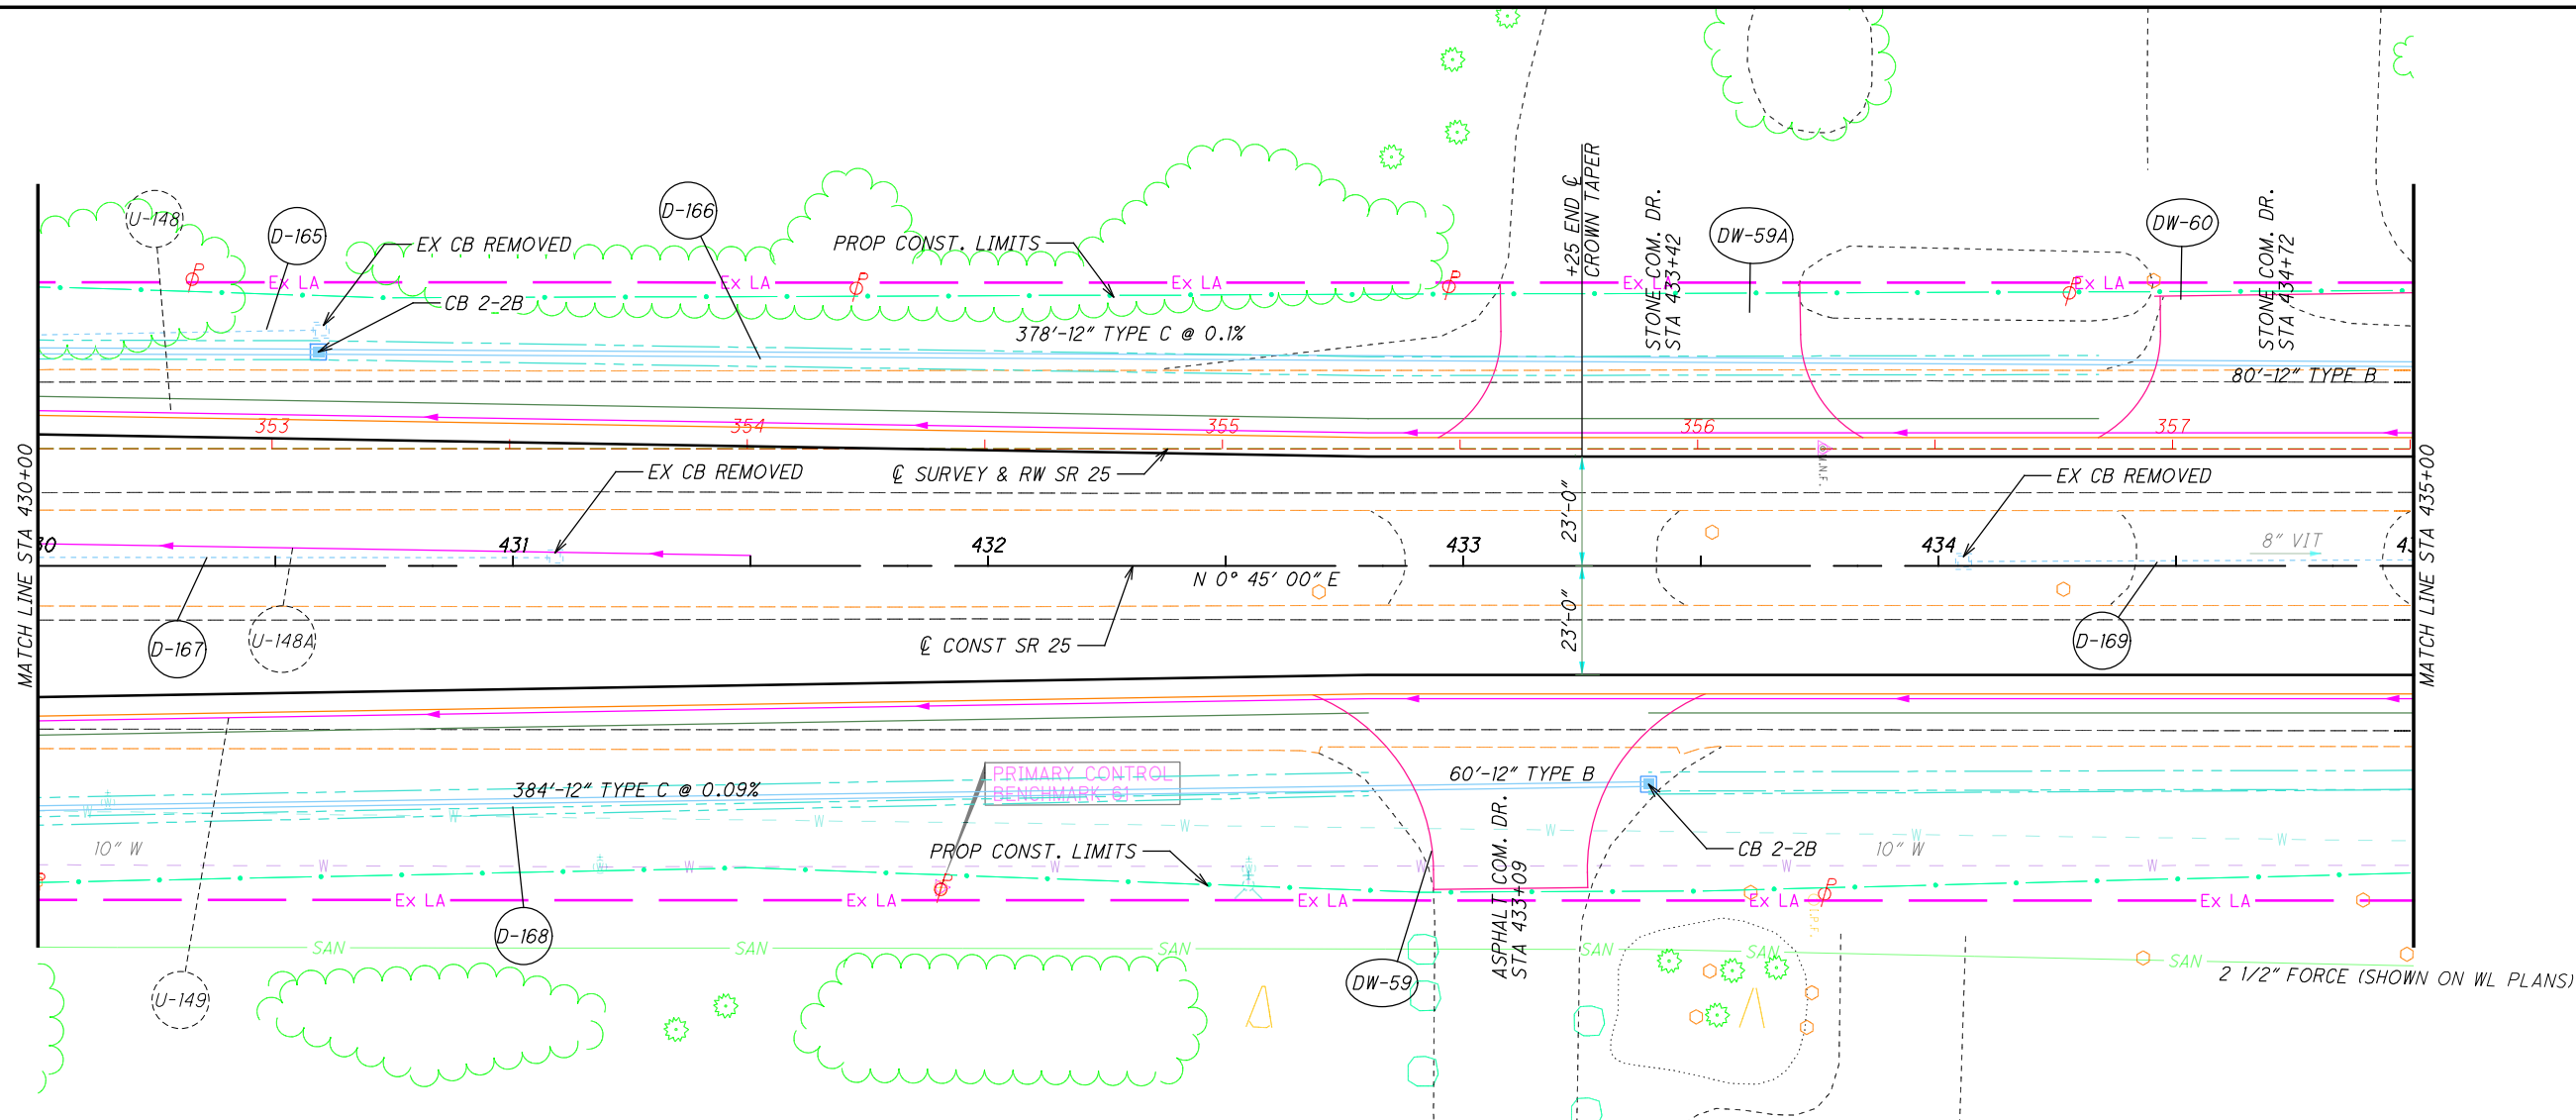 U-148
D-165
EX CB REMOVED
D-166
PROP CONST. LIMITS
+25 END ℄
CROWN TAPER
STONE COM. DR.
STA 433+42
DW-59A
DW-60
STONE COM. DR.
STA 434+72
Ex LA
Ex LA
Ex LA
Ex LA
Ex LA
CB 2-2B
378'-12" TYPE C @ 0.1%
80'-12" TYPE B
353
354
355
356
357
MATCH LINE STA 430+00
EX CB REMOVED
℄ SURVEY & RW SR 25
23'-0"
EX CB REMOVED
MATCH LINE STA 435+00
30
431
432
433
434
8" VIT
N 0° 45' 00" E
D-167
U-148A
℄ CONST SR 25
23'-0"
D-169
PRIMARY CONTROL
BENCHMARK 61
384'-12" TYPE C @ 0.09%
60'-12" TYPE B
W
W
W
W
W
W
W
10" W
PROP CONST. LIMITS
CB 2-2B
10" W
W
W
W
W
W
W
ASPHALT COM. DR.
STA 433+09
Ex LA
Ex LA
Ex LA
Ex LA
Ex LA
D-168
SAN
SAN
SAN
SAN
SAN
SAN
DW-59
U-149
2 1/2" FORCE (SHOWN ON WL PLANS)